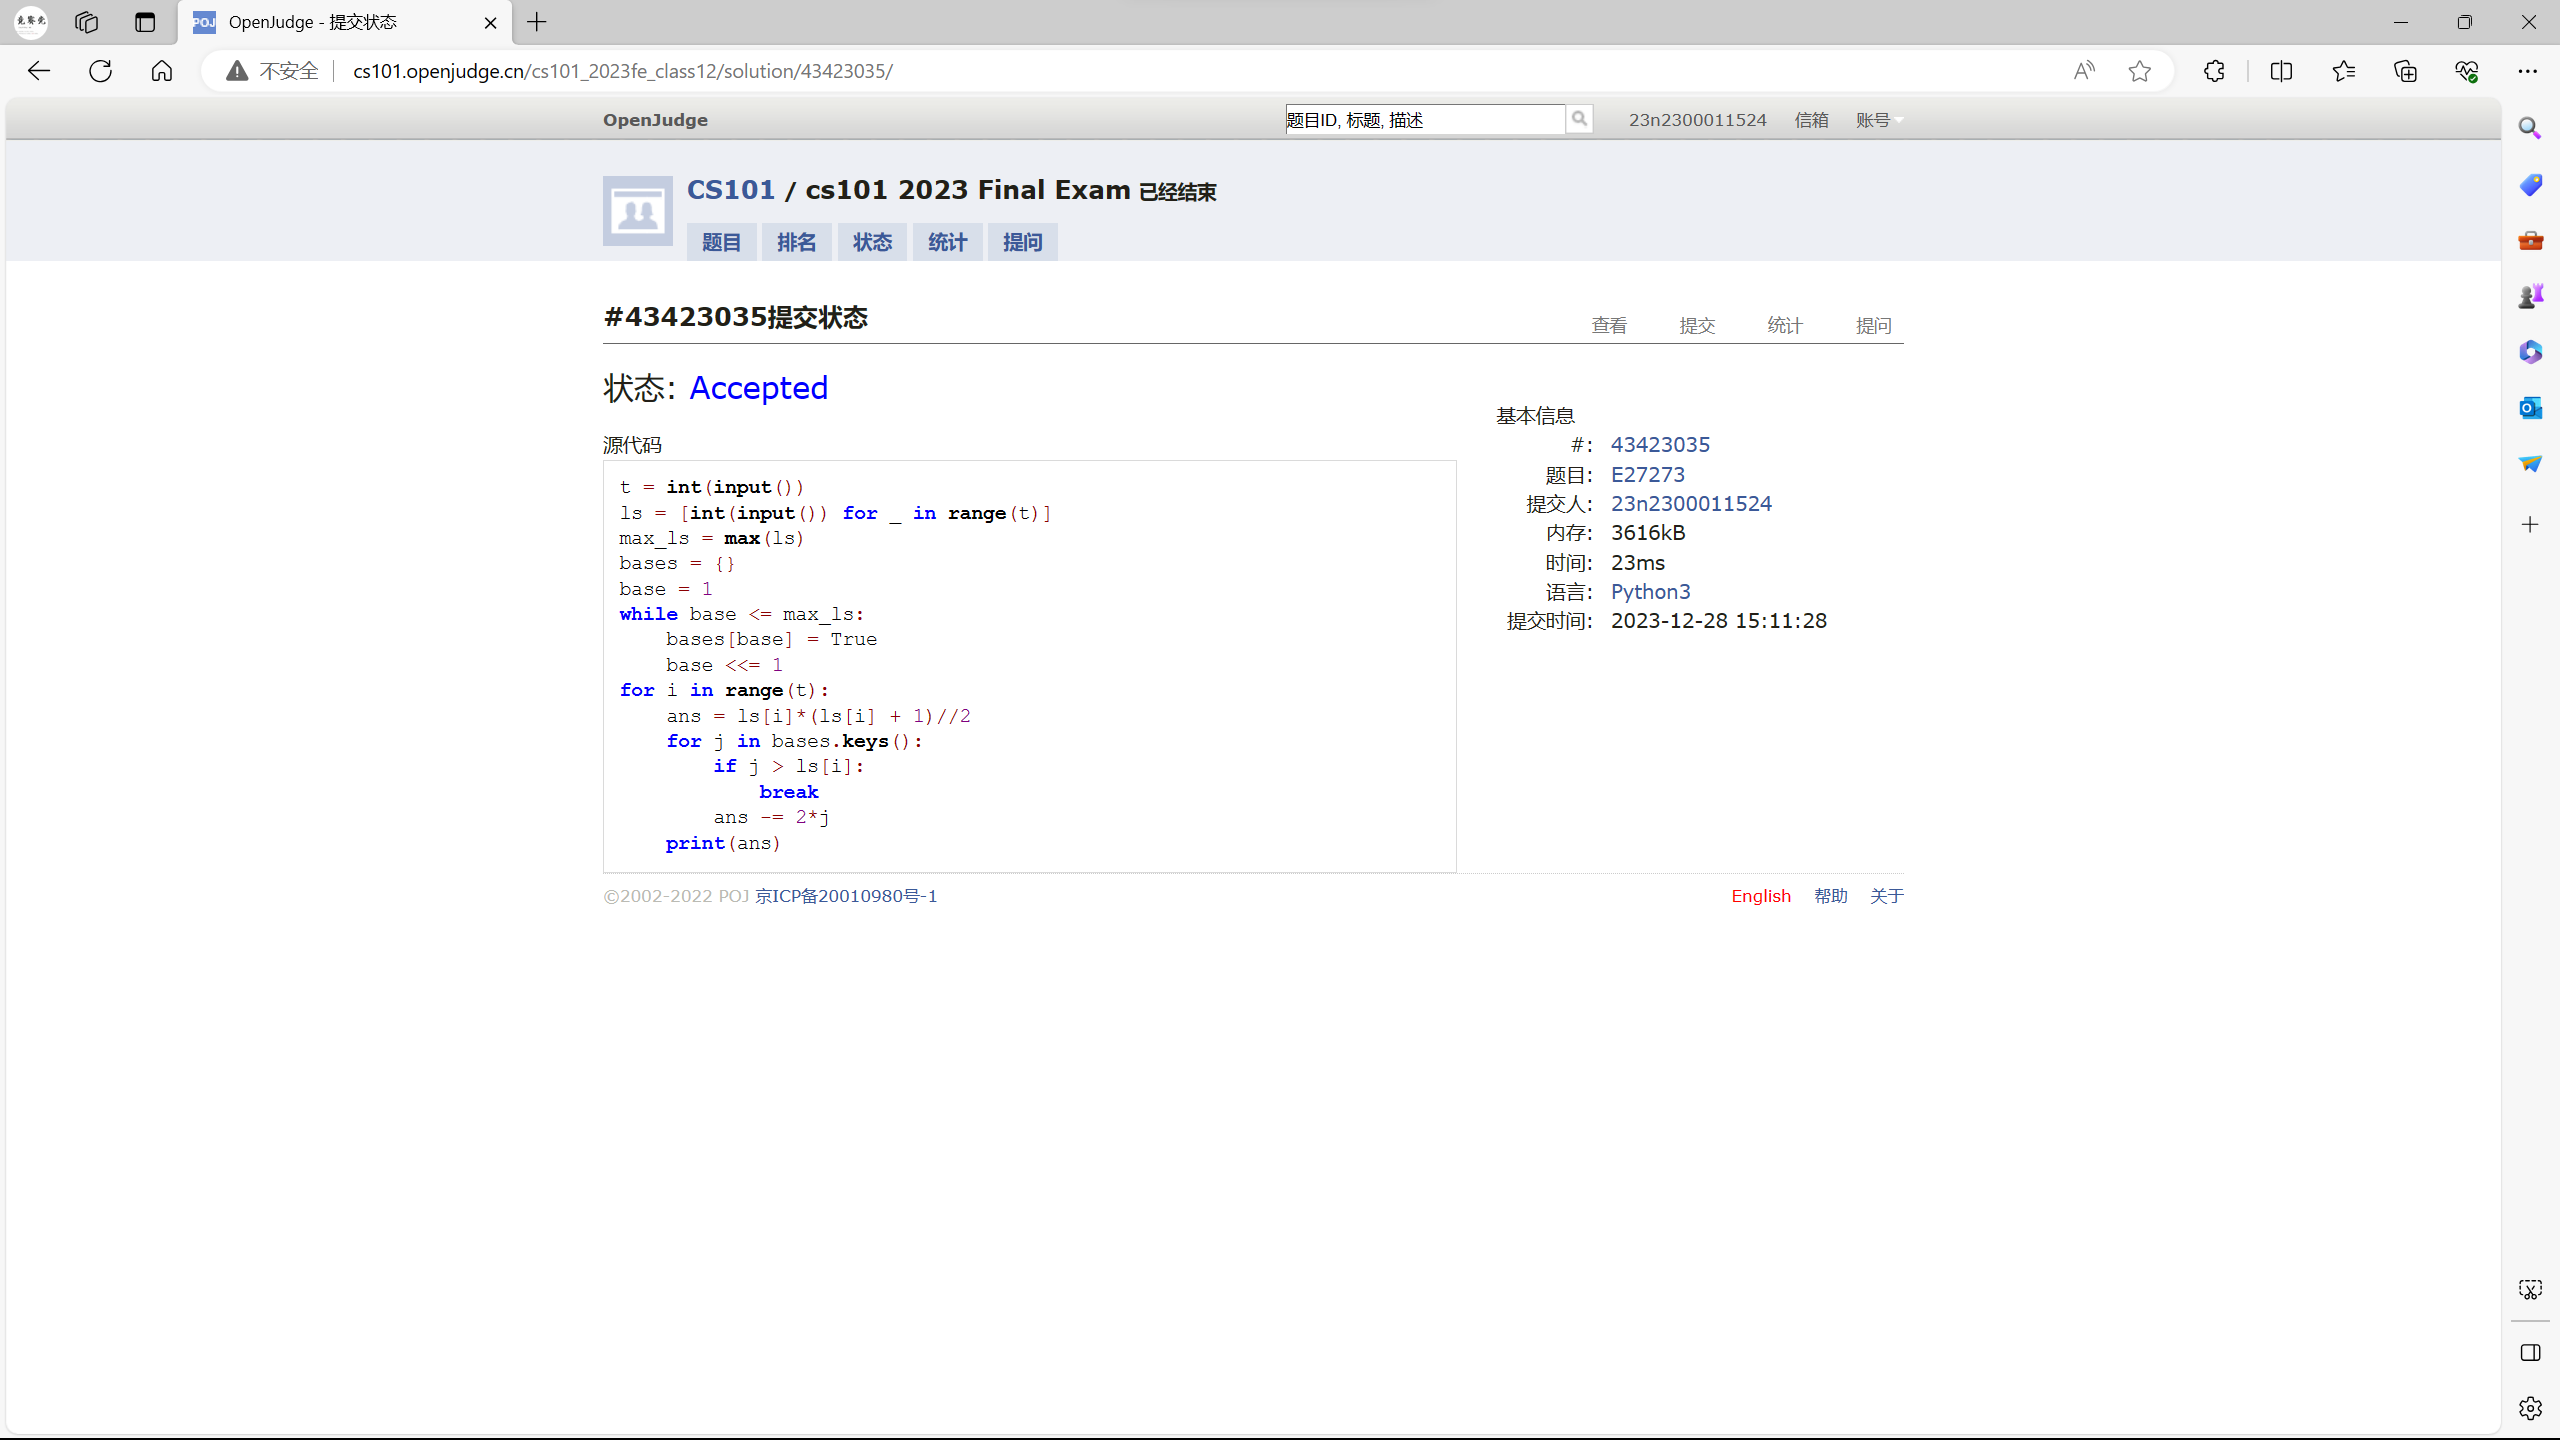 OpenJudge - 提交状态
不安全
cs101.openjudge.cn/cs101_2023fe_class12/solution/43423035/
OpenJudge
题目ID, 标题, 描述
23n2300011524 信箱 账号
CS101 / cs101 2023 Final Exam 已经结束
题目 排名 状态 统计 提问
#43423035提交状态
查看 提交 统计 提问
状态: Accepted
源代码
t = int(input())
ls = [int(input()) for _ in range(t)]
max_ls = max(ls)
bases = {}
base = 1
while base <= max_ls:
    bases[base] = True
    base <<= 1
for i in range(t):
    ans = ls[i]*(ls[i] + 1)//2
    for j in bases.keys():
        if j > ls[i]:
            break
        ans -= 2*j
    print(ans)
基本信息
#: 43423035
题目: E27273
提交人: 23n2300011524
内存: 3616kB
时间: 23ms
语言: Python3
提交时间: 2023-12-28 15:11:28
©2002-2022 POJ 京ICP备20010980号-1
English 帮助 关于